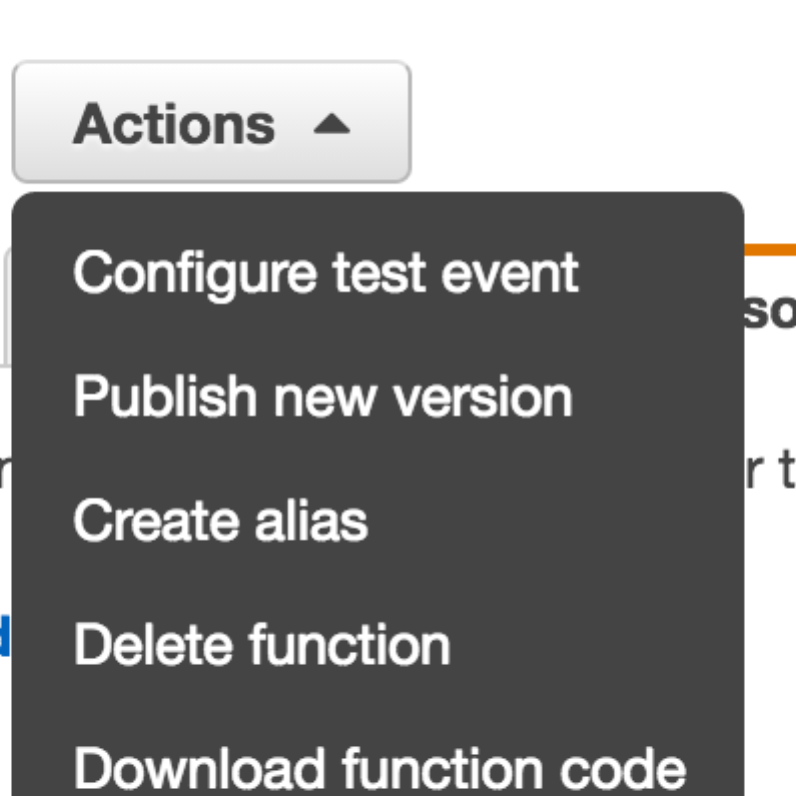 Actions
Configure test event
Publish new version
Create alias
Delete function
Download function code